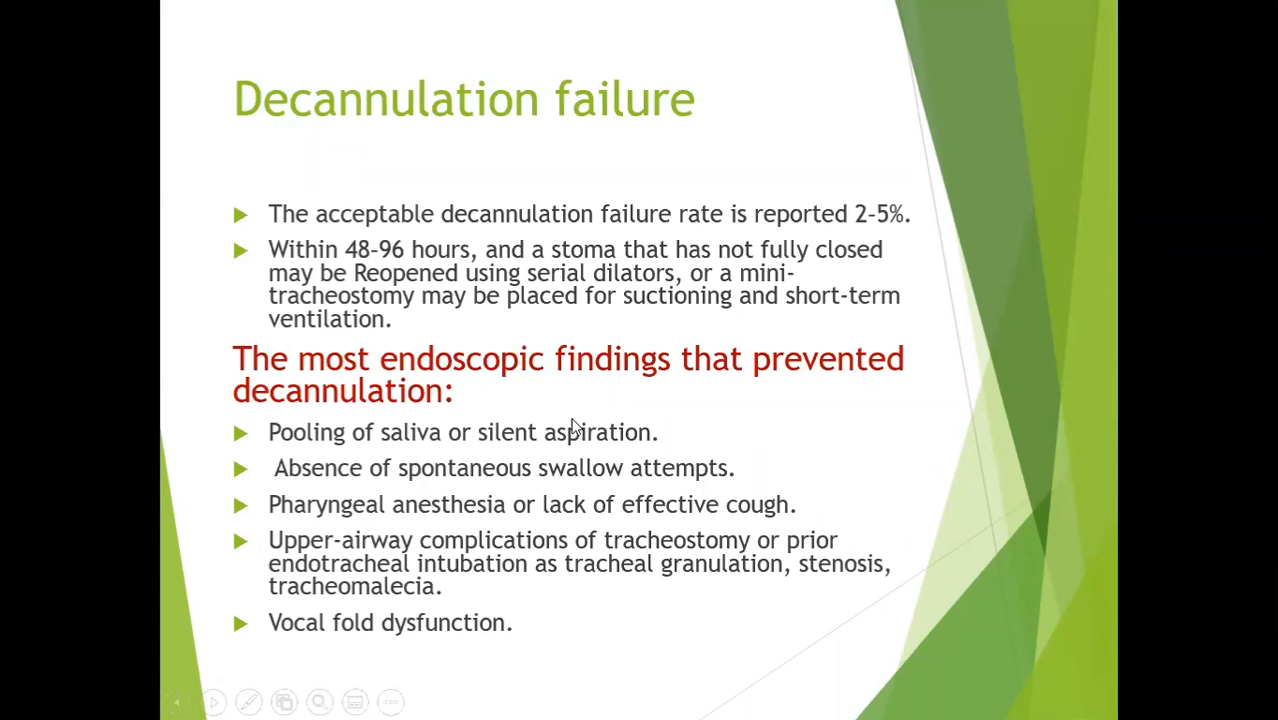 Decannulation failure
The acceptable decannulation failure rate is reported 2-5%.
Within 48-96 hours, and a stoma that has not fully closed
may be Reopened using serial dilators, or a mini-
tracheostomy may be placed for suctioning and short-term
ventilation.
The most endoscopic findings that prevented
decannulation:
Pooling of saliva or silent aspiration.
Absence of spontaneous swallow attempts.
Pharyngeal anesthesia or lack of effective cough.
Upper-airway complications of tracheostomy or prior
endotracheal intubation as tracheal granulation, stenosis,
tracheomalecia.
Vocal fold dysfunction.